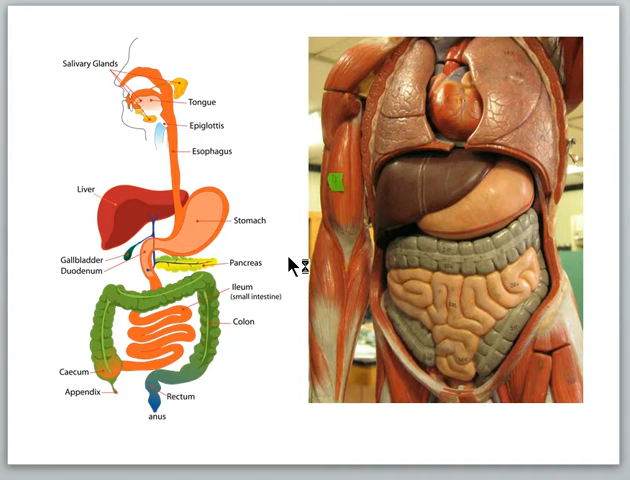 Salivary Glands
Tongue
Epiglottis
Esophagus
Liver
Stomach
Gallbladder
Duodenum
Pancreas
Ileum
(small intestine)
Colon
Caecum
Appendix
Rectum
anus